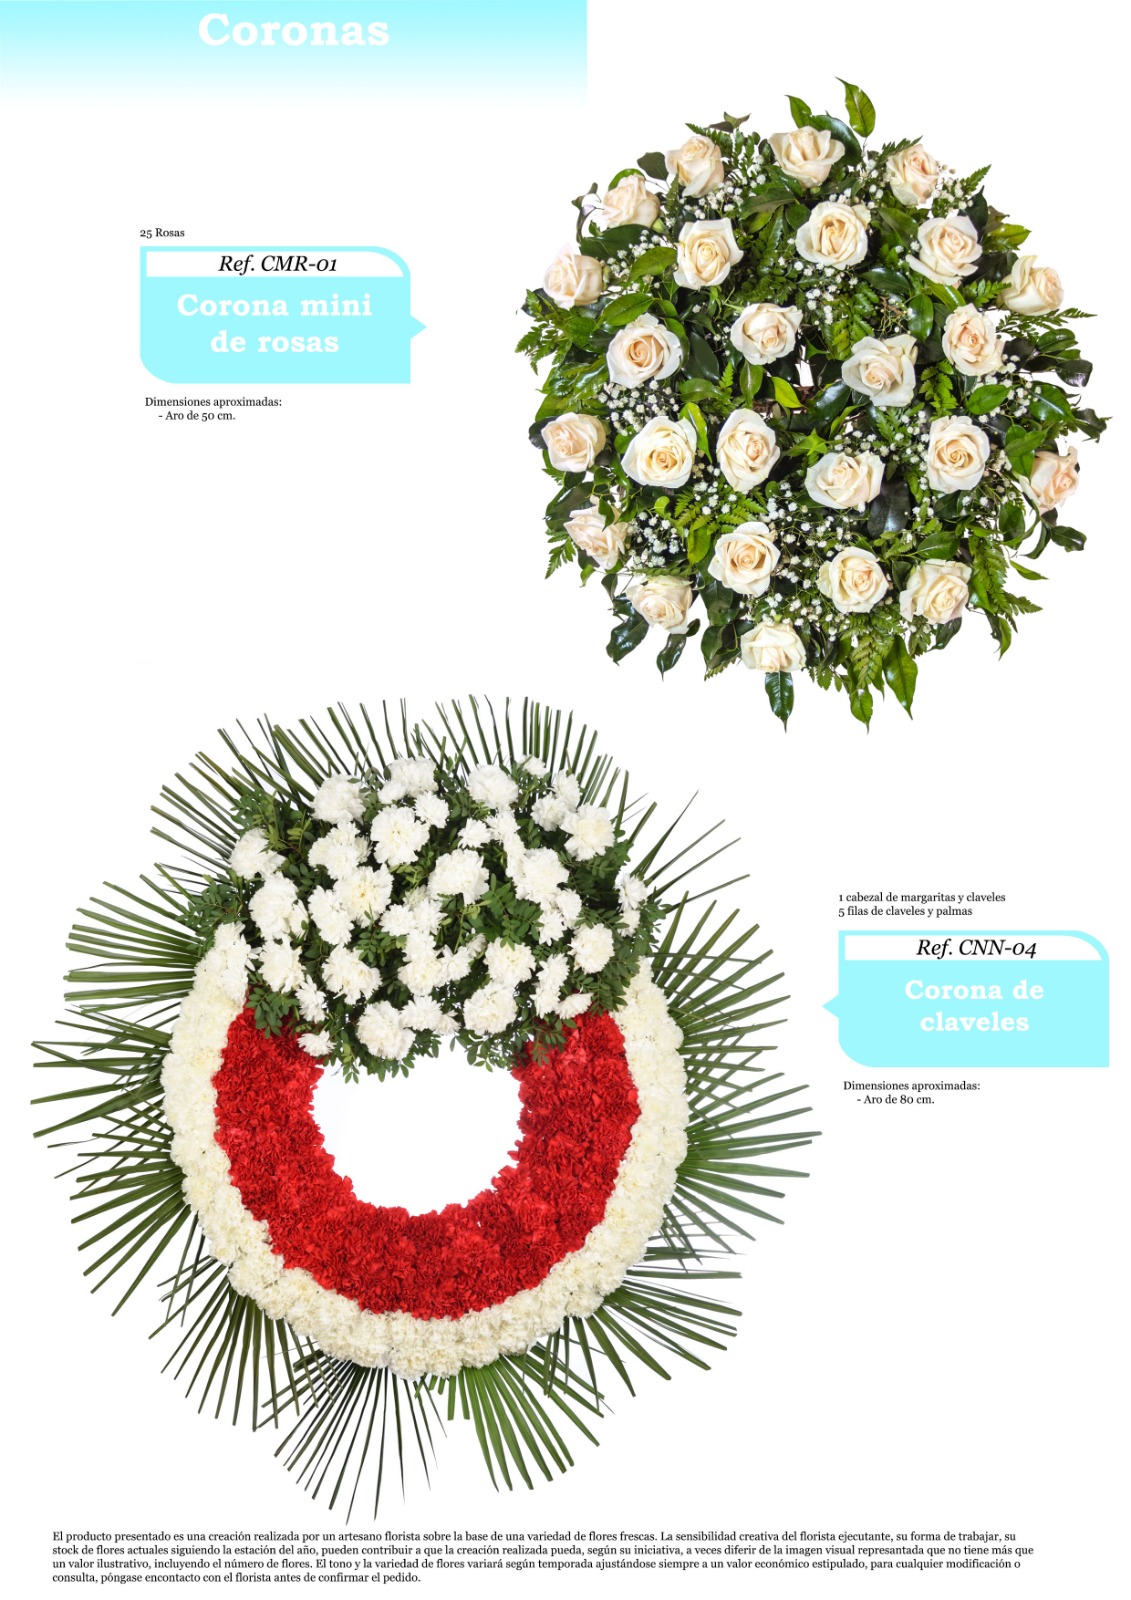 Coronas
25 Rosas
Ref. CMR-01
Corona mini
de rosas
Dimensiones aproximadas:
- Aro de 50 cm.
1 cabezal de margaritas y claveles
5 filas de claveles y palmas
Ref. CNN-04
Corona de
claveles
Dimensiones aproximadas:
- Aro de 80 cm.
El producto presentado es una creación realizada por un artesano florista sobre la base de una variedad de flores frescas. La sensibilidad creativa del florista ejecutante, su forma de trabajar, su
stock de flores actuales siguiendo la estación del año, pueden contribuir a que la creación realizada pueda, según su iniciativa, a veces diferir de la imagen visual represantada que no tiene más que
un valor ilustrativo, incluyendo el número de flores. El tono y la variedad de flores variará según temporada ajustándose siempre a un valor económico estipulado, para cualquier modificación o
consulta, póngase encontacto con el florista antes de confirmar el pedido.